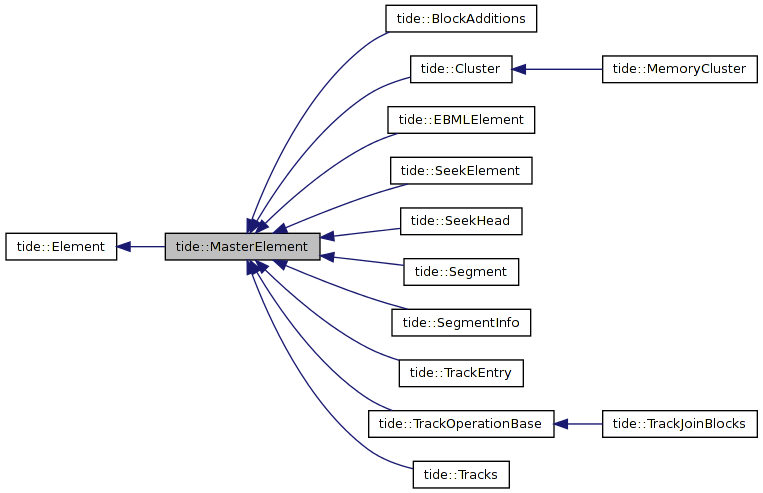 tide::BlockAdditions
tide::Cluster
tide::MemoryCluster
tide::EBMLElement
tide::SeekElement
tide::SeekHead
tide::Element
tide::MasterElement
tide::Segment
tide::SegmentInfo
tide::TrackEntry
tide::TrackOperationBase
tide::TrackJoinBlocks
tide::Tracks